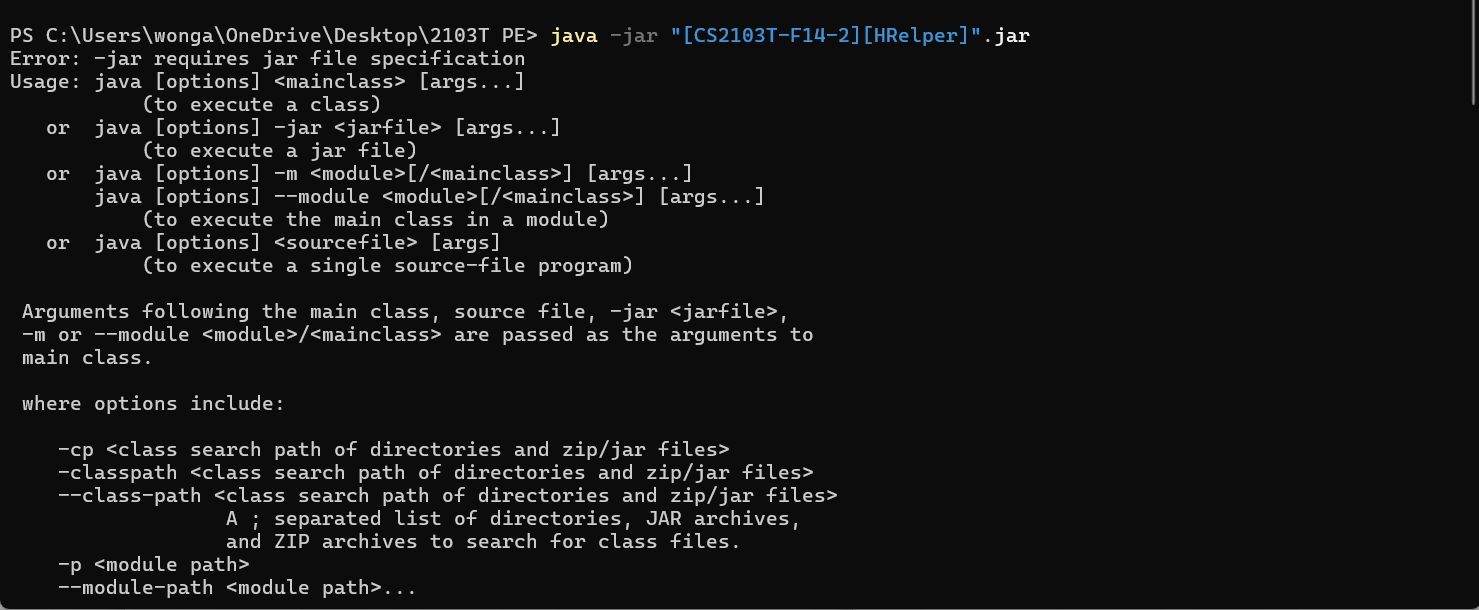 PS C:\Users\wonga\OneDrive\Desktop\2103T PE> java -jar "[CS2103T-F14-2][HRelper]".jar
Error: -jar requires jar file specification
Usage: java [options] <mainclass> [args...]
           (to execute a class)
   or  java [options] -jar <jarfile> [args...]
           (to execute a jar file)
   or  java [options] -m <module>[/<mainclass>] [args...]
       java [options] --module <module>[/<mainclass>] [args...]
           (to execute the main class in a module)
   or  java [options] <sourcefile> [args]
           (to execute a single source-file program)

 Arguments following the main class, source file, -jar <jarfile>,
 -m or --module <module>/<mainclass> are passed as the arguments to
 main class.

 where options include:

    -cp <class search path of directories and zip/jar files>
    -classpath <class search path of directories and zip/jar files>
    --class-path <class search path of directories and zip/jar files>
                  A ; separated list of directories, JAR archives,
                  and ZIP archives to search for class files.
    -p <module path>
    --module-path <module path>...